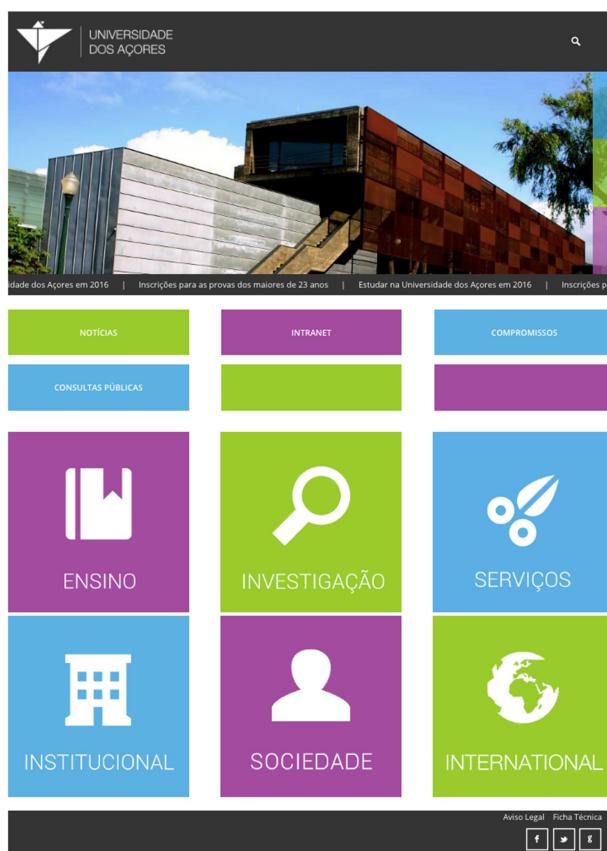 UNIVERSIDADE
DOS AÇORES
idade dos Açores em 2016 | Inscrições para as provas dos maiores de 23 anos | Estudar na Universidade dos Açores em 2016 | Inscrições p
NOTÍCIAS
INTRANET
COMPROMISSOS
CONSULTAS PÚBLICAS
ENSINO
INVESTIGAÇÃO
SERVIÇOS
INSTITUCIONAL
SOCIEDADE
INTERNATIONAL
Aviso Legal Ficha Técnica